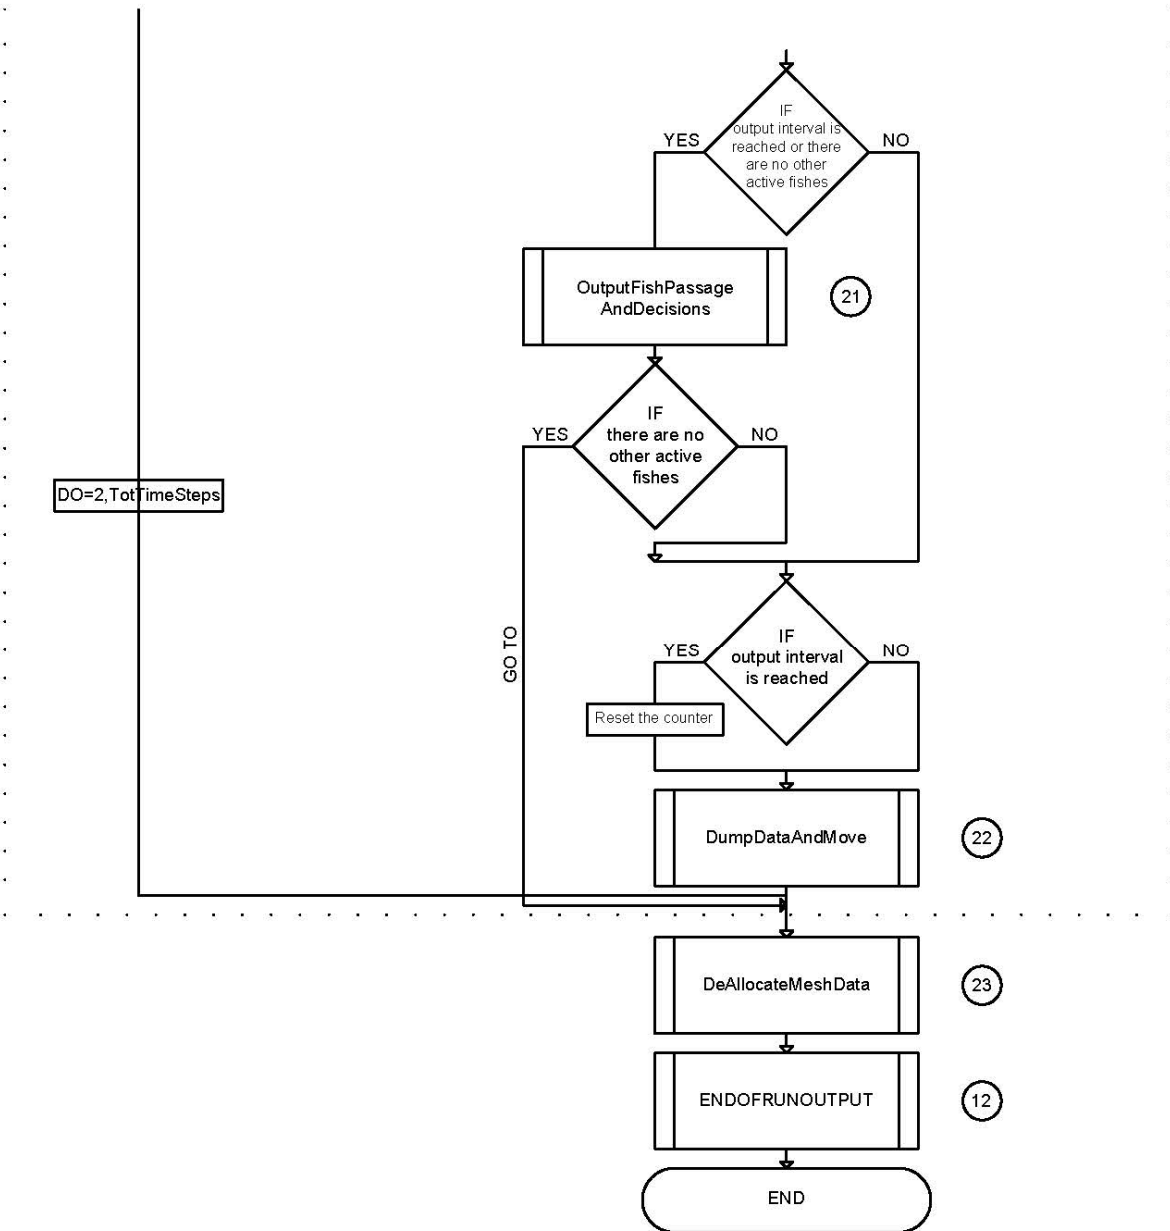 IF
output interval is
reached or there
are no other
active fishes
YES
NO
OutputFishPassage
AndDecisions
21
IF
there are no
other active
fishes
YES
NO
DO=2,TotTimeSteps
GO TO
IF
output interval
is reached
YES
NO
Reset the counter
DumpDataAndMove
22
DeAllocateMeshData
23
ENDOFRUNOUTPUT
12
END